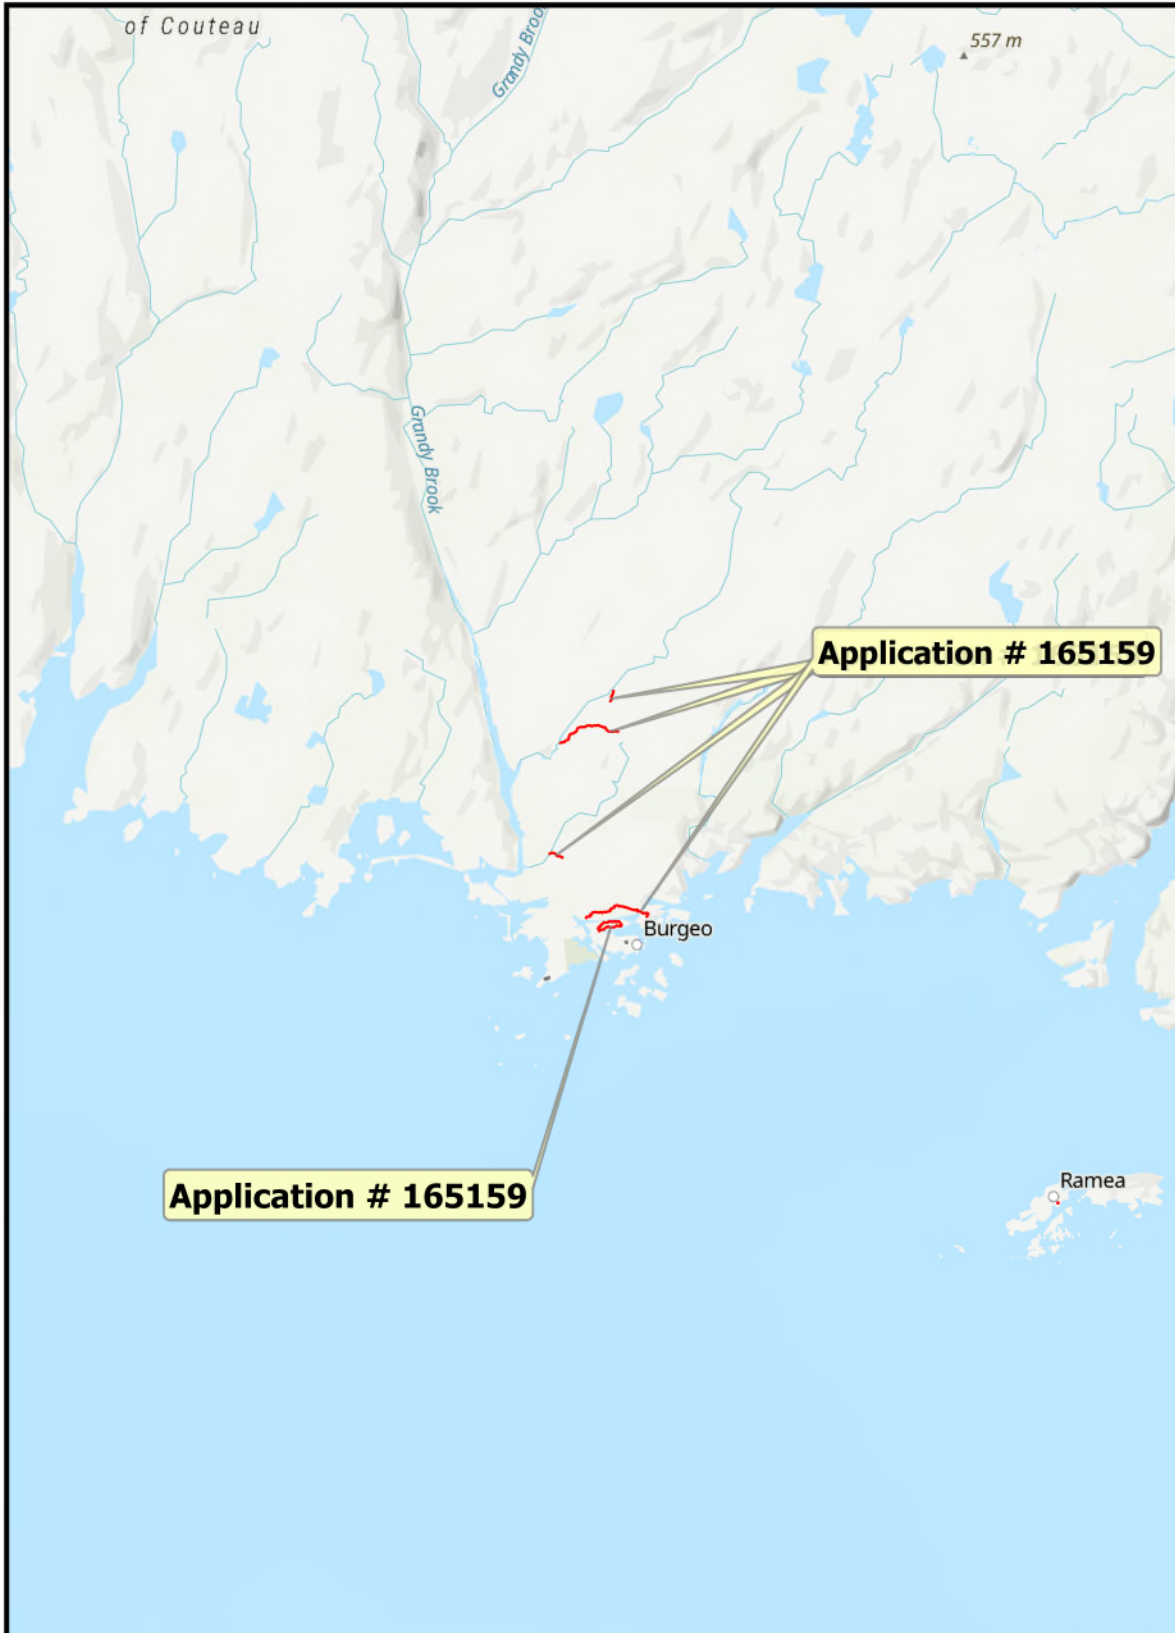 of Couteau
Grandy Brook
557 m
Grandy Brook
Application # 165159
Burgeo
Ramea
Application # 165159